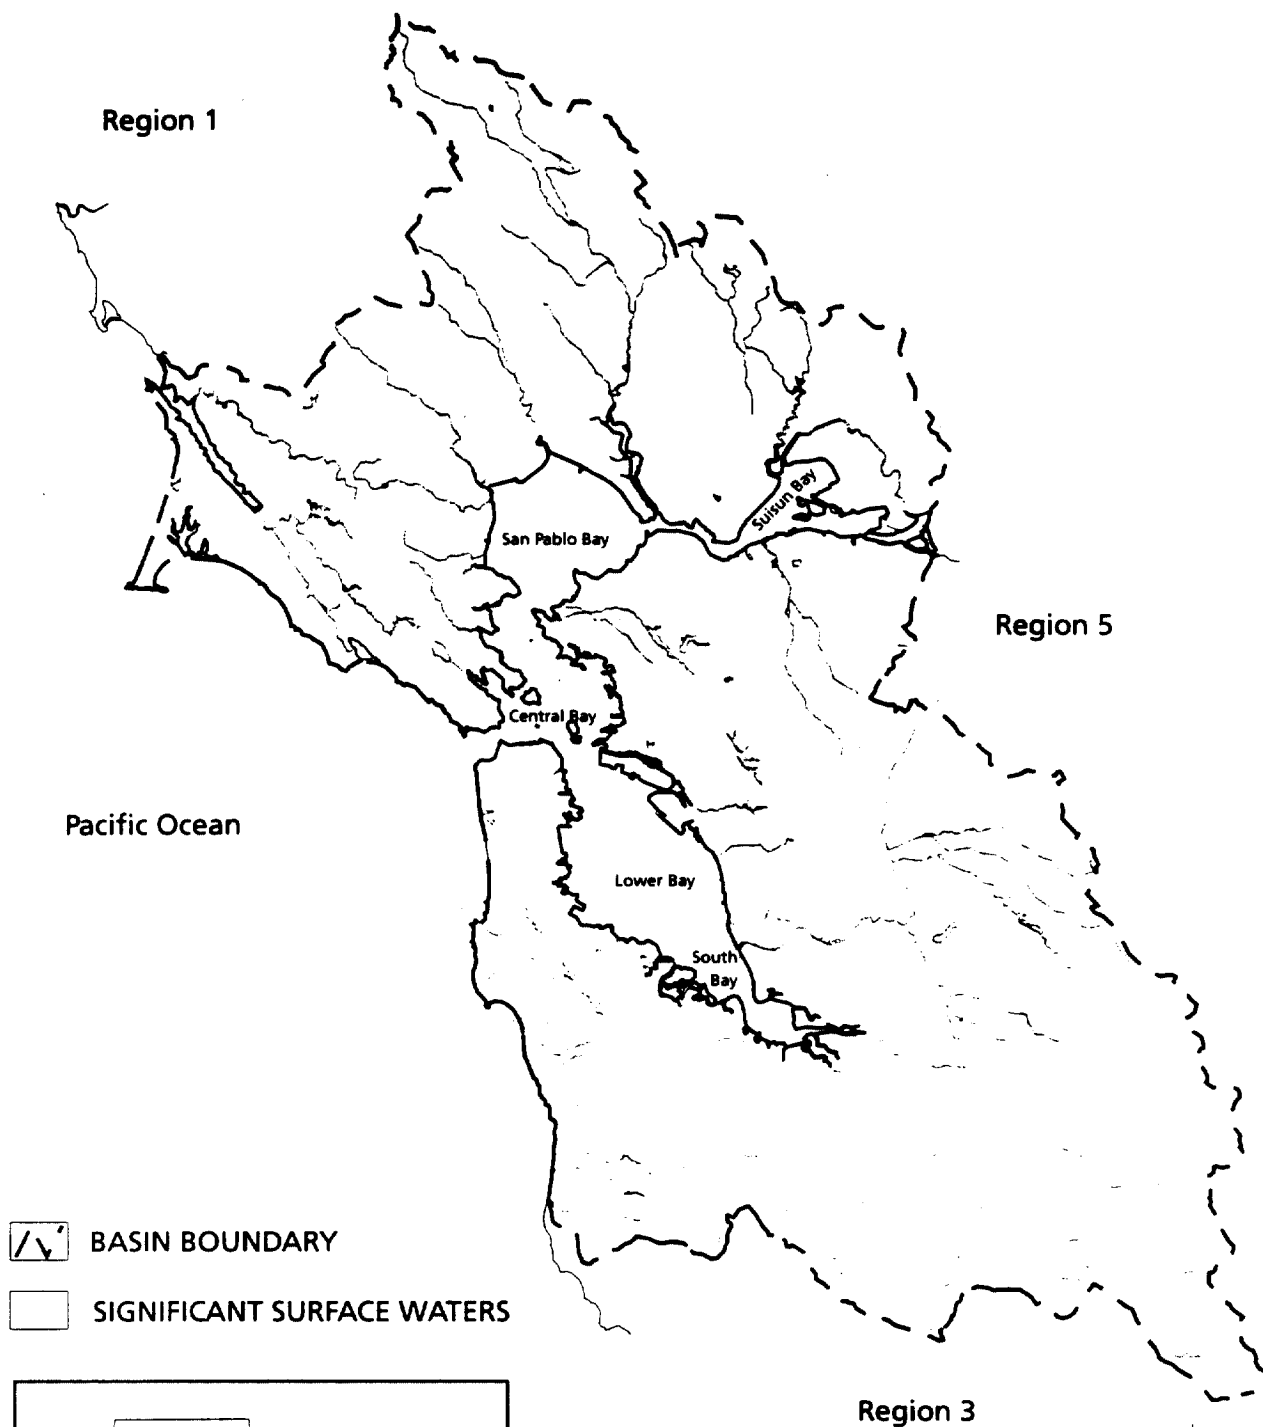 Region 1
San Pablo Bay
Suisun Bay
Region 5
Central Bay
Pacific Ocean
Lower Bay
South
Bay
BASIN BOUNDARY
SIGNIFICANT SURFACE WATERS
Region 3